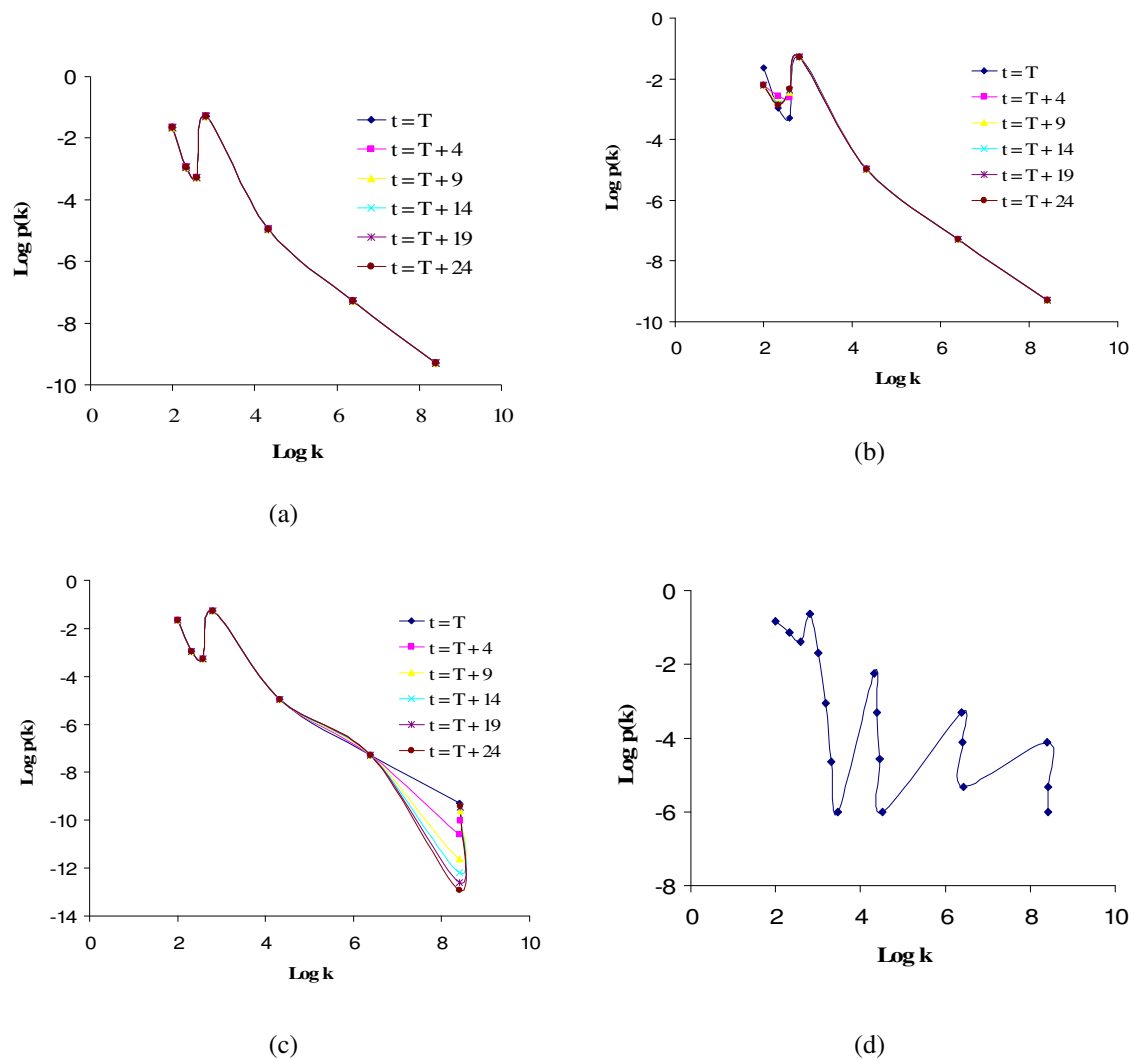 0
-2
-4
-6
-8
-10
0 2 4 6 8 10
Log p(k)
Log k
t = T
t = T + 4
t = T + 9
t = T + 14
t = T + 19
t = T + 24
(a)
0
-2
-4
-6
-8
-10
0 2 4 6 8 10
Log p(k)
Log k
t = T
t = T + 4
t = T + 9
t = T + 14
t = T + 19
t = T + 24
(b)
0
-2
-4
-6
-8
-10
-12
-14
0 2 4 6 8 10
Log p(k)
Log k
t = T
t = T + 4
t = T + 9
t = T + 14
t = T + 19
t = T + 24
(c)
0
-2
-4
-6
-8
0 2 4 6 8 10
Log p(k)
Log k
(d)